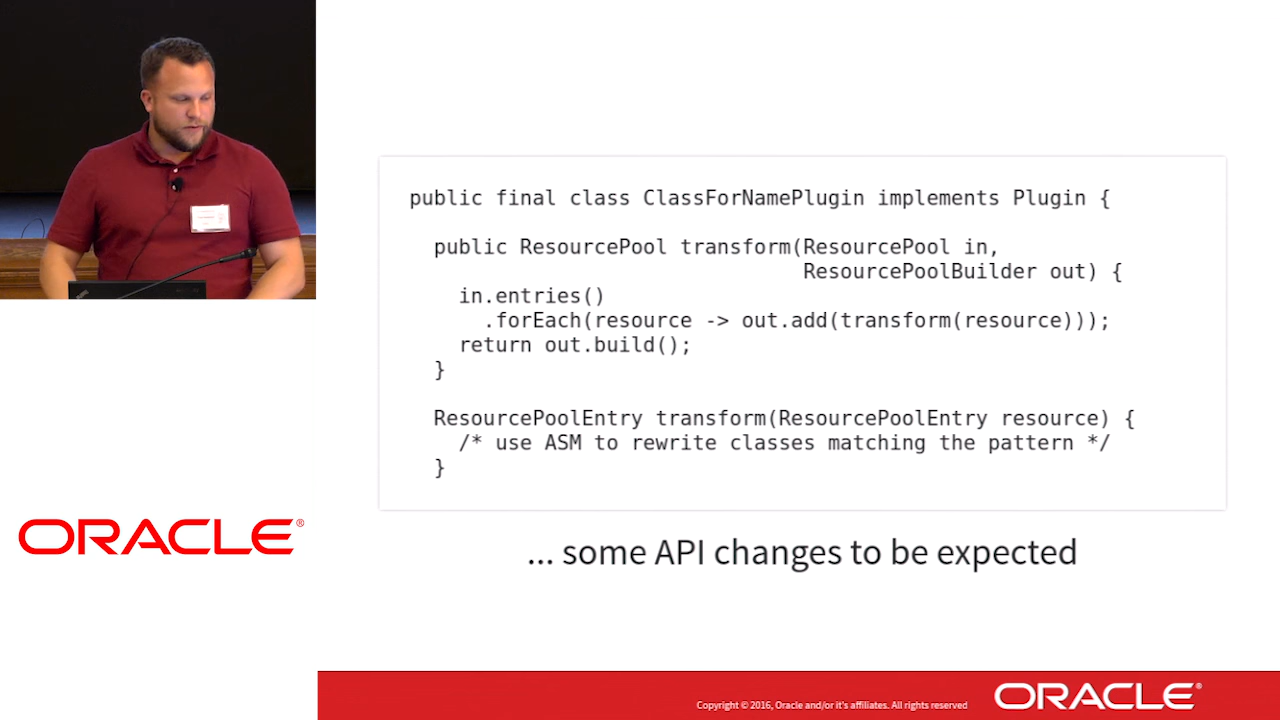 public final class ClassForNamePlugin implements Plugin {
public ResourcePool transform(ResourcePool in,
ResourcePoolBuilder out) {
in.entries()
.forEach(resource -> out.add(transform(resource)));
return out.build();
}
ResourcePoolEntry transform(ResourcePoolEntry resource) {
/* use ASM to rewrite classes matching the pattern */
}
... some API changes to be expected
ORACLE®
Copyright © 2016, Oracle and/or it's affiliates. All rights reserved
ORACLE®